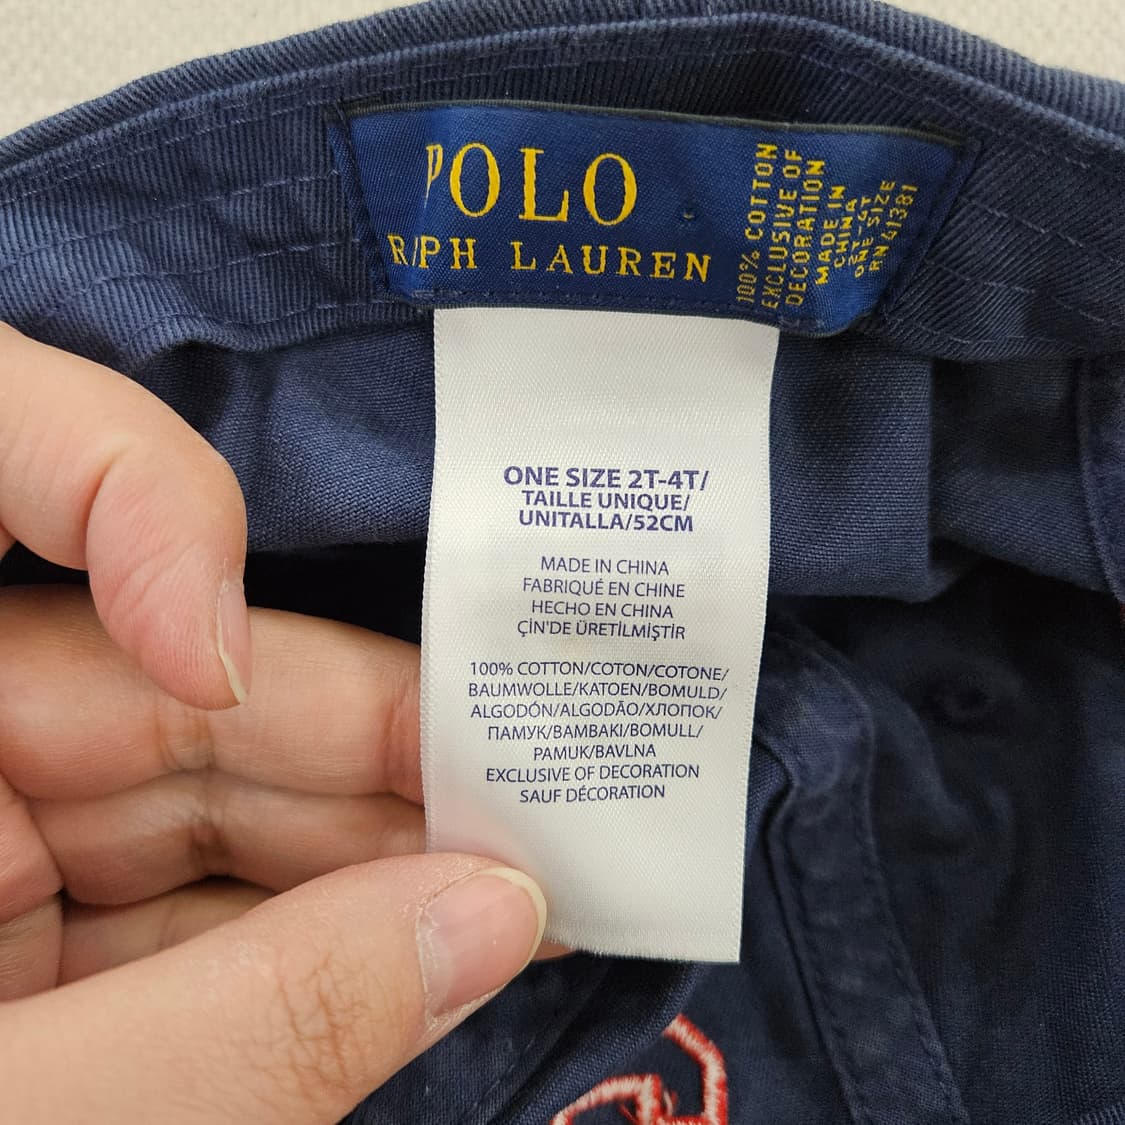 POLO
RALPH LAUREN
100% COTTON
EXCLUSIVE OF
DECORATION
MADE IN
CHINA
2T-4T
ONE SIZE
RN 41381
ONE SIZE 2T-4T/
TAILLE UNIQUE/
UNITALLA/52CM
MADE IN CHINA
FABRIQUÉ EN CHINE
HECHO EN CHINA
ÇİN'DE ÜRETİLMİŞTİR
100% COTTON/COTON/COTONE/
BAUMWOLLE/KATOEN/BOMULD/
ALGODÓN/ALGODÃO/ХЛОПОК/
ПАМУК/BAMBAKI/BOMULL/
PAMUK/BAVLNA
EXCLUSIVE OF DECORATION
SAUF DÉCORATION